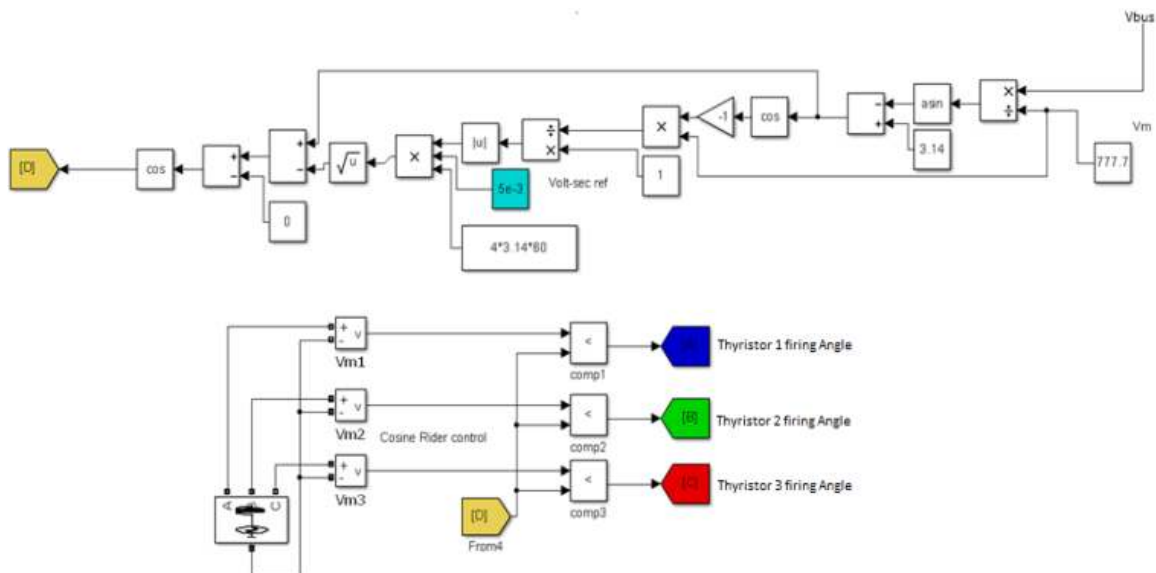 Vbus
asin
×
÷
Vm
-1
cos
−
+
3.14
777.7
×
÷
×
|u|
×
√u
+
−
+
−
cos
[D]
1
Volt-sec ref
5e-3
0
4*3.14*60
+
-
v
Vm1
<
comp1
Thyristor 1 firing Angle
+
-
v
Vm2
Cosine Rider control
<
comp2
[B]
Thyristor 2 firing Angle
+
-
v
Vm3
<
comp3
[C]
Thyristor 3 firing Angle
A
B
C
[D]
From4